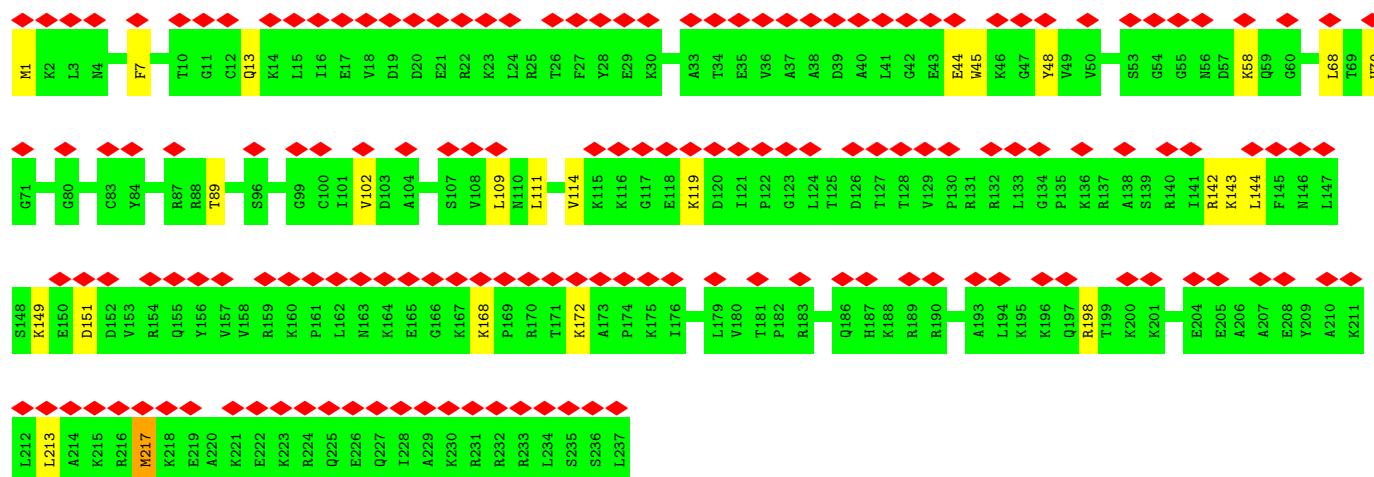 M1 K2 L3 N4 F7 T10 G11 C12 Q13 K14 L15 I16 E17 V18 D19 D20 E21 R22 K23 L24 R25 T26 F27 Y28 E29 K30 A33 T34 E35 V36 A37 A38 D39 A40 L41 G42 E43 E44 W45 K46 G47 Y48 V49 V50 S53 G54 G55 N56 D57 K58 Q59 G60 L68 T69
G71 G80 C83 Y84 R87 R88 T89 S96 G99 C100 I101 V102 D103 A104 S107 V108 L109 N110 L111 V114 K115 K116 G117 E118 K119 D120 I121 P122 G123 L124 T125 D126 T127 T128 V129 P130 R131 R132 L133 G134 P135 K136 R137 A138 S139 R140 I141 R142 K143 L144 F145 N146 L147
S148 K149 E150 D151 D152 V153 R154 Q155 Y156 V157 V158 R159 K160 P161 L162 N163 K164 E165 G166 K167 K168 P169 R170 T171 K172 A173 P174 K175 I176 L179 V180 T181 P182 R183 Q186 H187 K188 R189 R190 A193 L194 K195 K196 Q197 R198 T199 K200 K201 E204 E205 A206 A207 E208 Y209 A210 K211
L212 L213 A214 K215 R216 M217 K218 E219 A220 K221 E222 K223 R224 Q225 E226 Q227 I228 A229 K230 R231 R232 R233 L234 S235 S236 L237